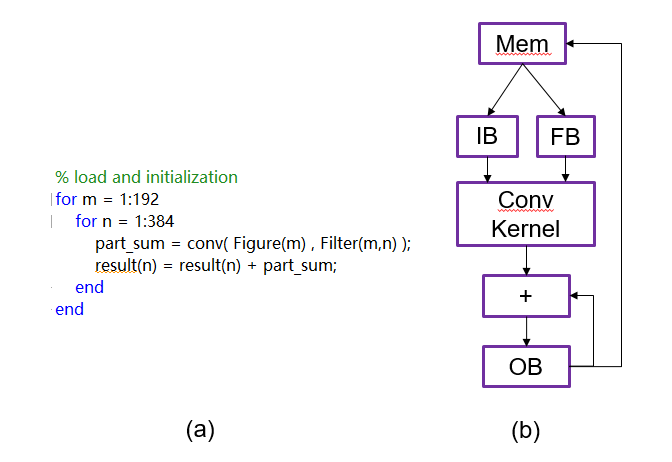 % load and initialization
for m = 1:192
for n = 1:384
part_sum = conv( Figure(m) , Filter(m,n) );
result(n) = result(n) + part_sum;
end
end
(a)
Mem
IB
FB
Conv
Kernel
+
OB
(b)